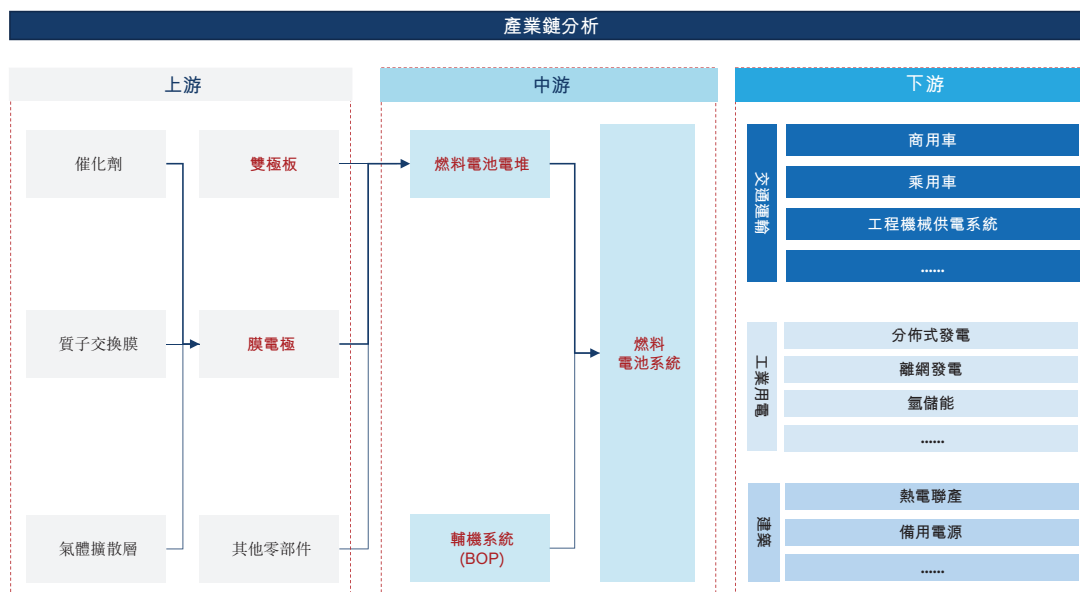 產業鏈分析
上游
催化劑
雙極板
質子交換膜
膜電極
氣體擴散層
其他零部件
中游
燃料電池電堆
輔機系統
(BOP)
燃料
電池系統
下游
交通運輸
商用車
乘用車
工程機械供電系統
......
工業用電
分佈式發電
離網發電
氫儲能
......
建築
熱電聯產
備用電源
......